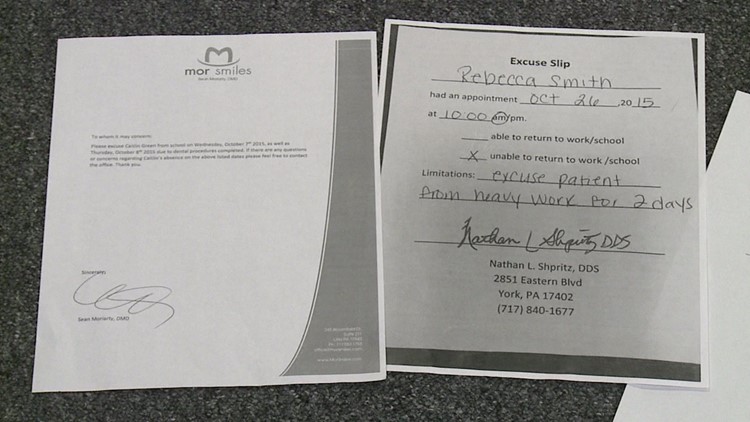 mor smiles
Sean Moriarty, DMD
To whom it may concern:
Please excuse Caitlin Green from school on Wednesday, October 7th 2015, as well as
Thursday, October 8th 2015 due to dental procedures completed. If there are any questions
or concerns regarding Caitlin's absence on the above listed dates please feel free to contact
the office. Thank you.
Sincerely,
Sean Moriarty, DMD
Excuse Slip
Rebecca Smith
had an appointment Oct 26, 2015
at 10:00 am/pm.
able to return to work/school
X unable to return to work/school
Limitations: excuse patient
from heavy work for 2 days
Nathan L Shpritz DDS
Nathan L. Shpritz, DDS
2851 Eastern Blvd
York, PA 17402
(717) 840-1677